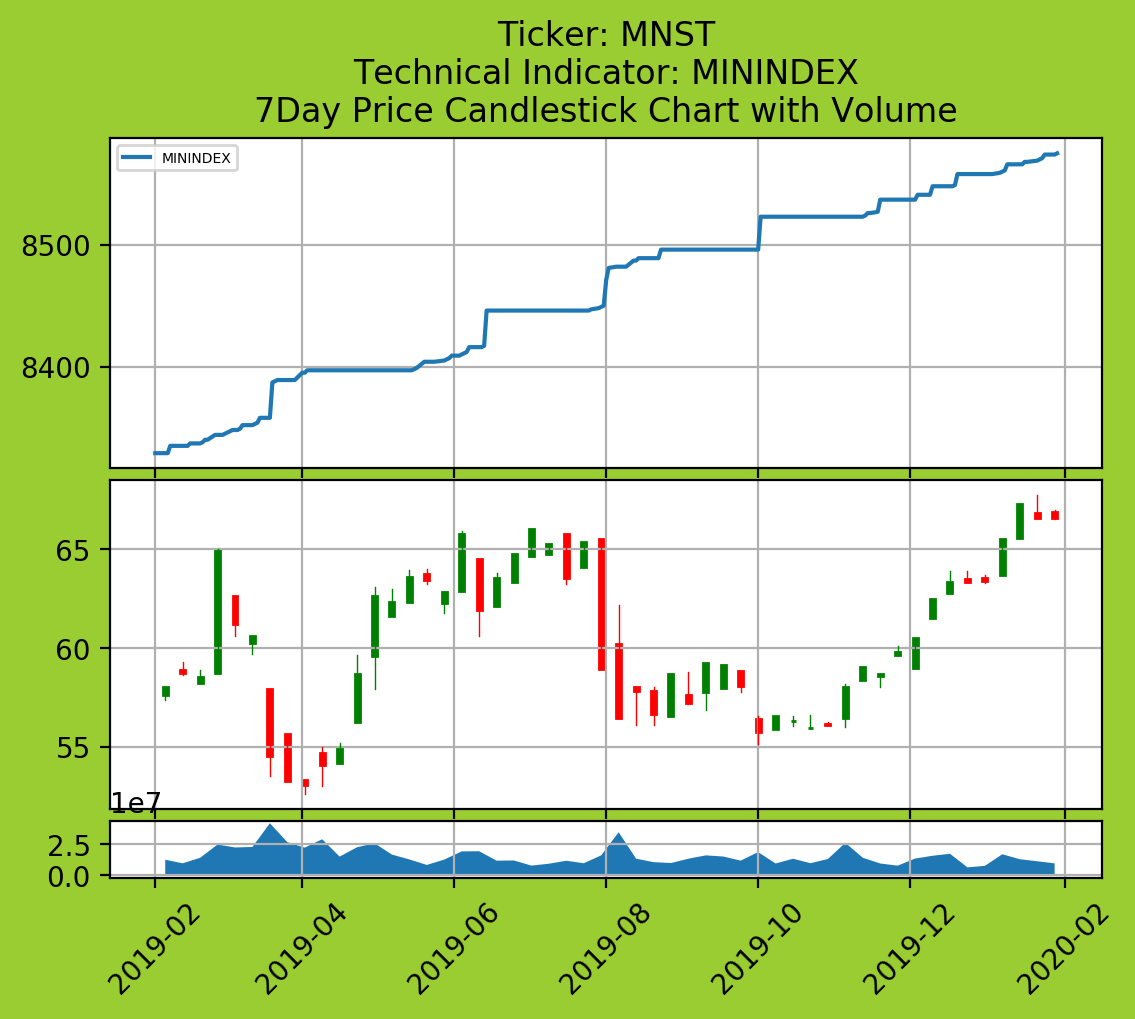 Ticker: MNST
Technical Indicator: MININDEX
7Day Price Candlestick Chart with Volume
MININDEX
8500
8400
65
60
55
1e7
2.5
0.0
2019-02
2019-04
2019-06
2019-08
2019-10
2019-12
2020-02